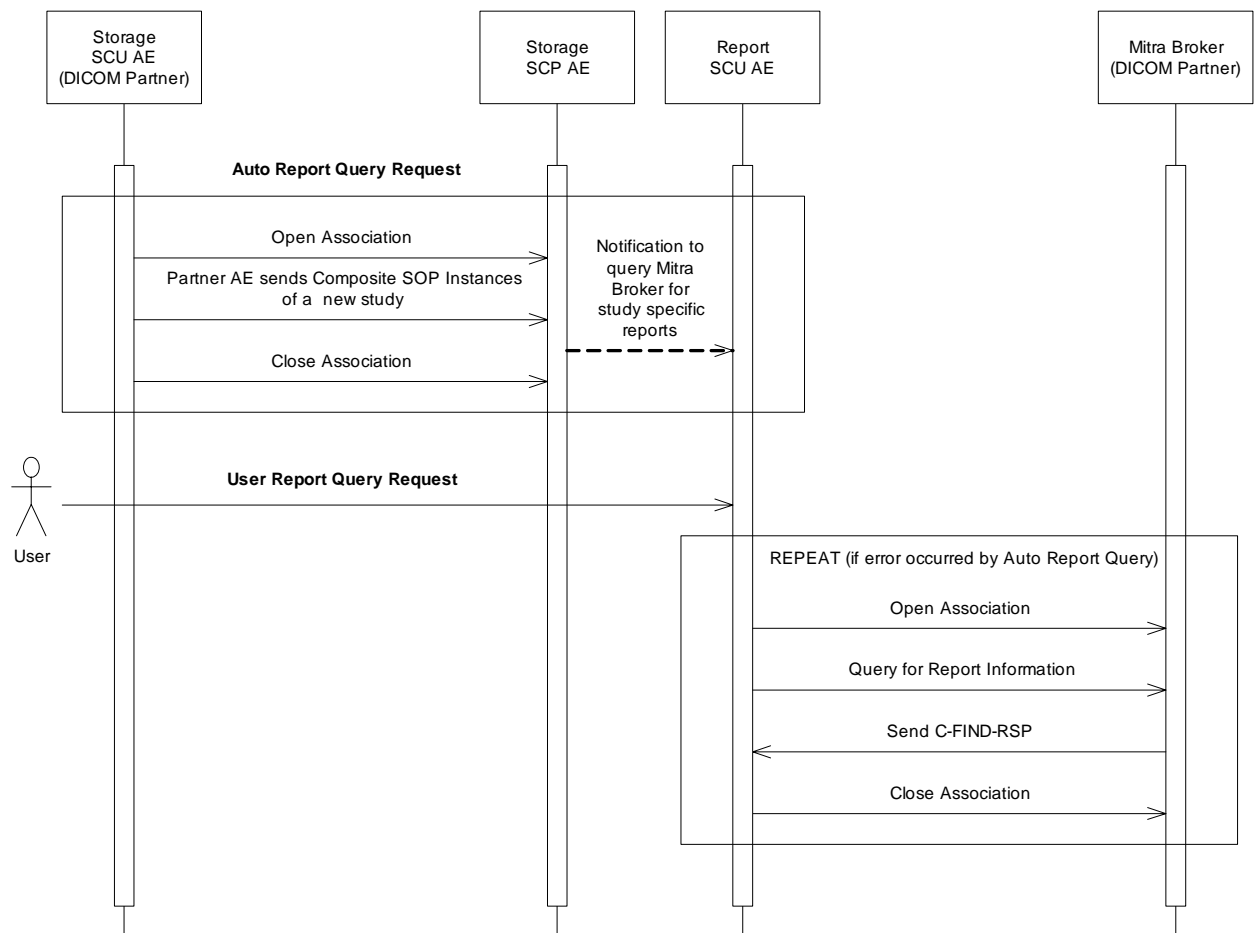 Storage
SCU AE
(DICOM Partner)
Storage
SCP AE
Report
SCU AE
Mitra Broker
(DICOM Partner)
Auto Report Query Request
Open Association
Partner AE sends Composite SOP Instances
of a new study
Close Association
Notification to
query Mitra
Broker for
study specific
reports
User Report Query Request
User
REPEAT (if error occurred by Auto Report Query)
Open Association
Query for Report Information
Send C-FIND-RSP
Close Association